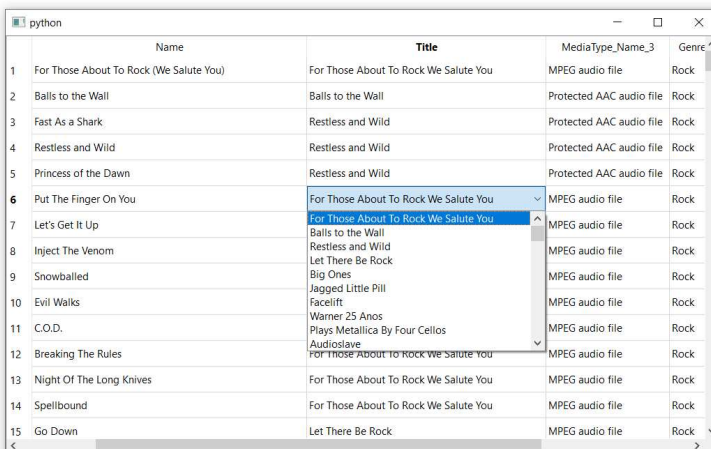 python
Name Title MediaType_Name_3 Genre
1 For Those About To Rock (We Salute You) For Those About To Rock We Salute You MPEG audio file Rock
2 Balls to the Wall Balls to the Wall Protected AAC audio file Rock
3 Fast As a Shark Restless and Wild Protected AAC audio file Rock
4 Restless and Wild Restless and Wild Protected AAC audio file Rock
5 Princess of the Dawn Restless and Wild Protected AAC audio file Rock
6 Put The Finger On You For Those About To Rock We Salute You MPEG audio file Rock
For Those About To Rock We Salute You
7 Let's Get It Up MPEG audio file Rock
Balls to the Wall
Restless and Wild
8 Inject The Venom MPEG audio file Rock
Let There Be Rock
Big Ones
9 Snowballed MPEG audio file Rock
Jagged Little Pill
Facelift
10 Evil Walks MPEG audio file Rock
Warner 25 Anos
11 C.O.D. MPEG audio file Rock
Plays Metallica By Four Cellos
Audioslave
12 Breaking The Rules For Those About To Rock We Salute You MPEG audio file Rock
13 Night Of The Long Knives For Those About To Rock We Salute You MPEG audio file Rock
14 Spellbound For Those About To Rock We Salute You MPEG audio file Rock
15 Go Down Let There Be Rock MPEG audio file Rock